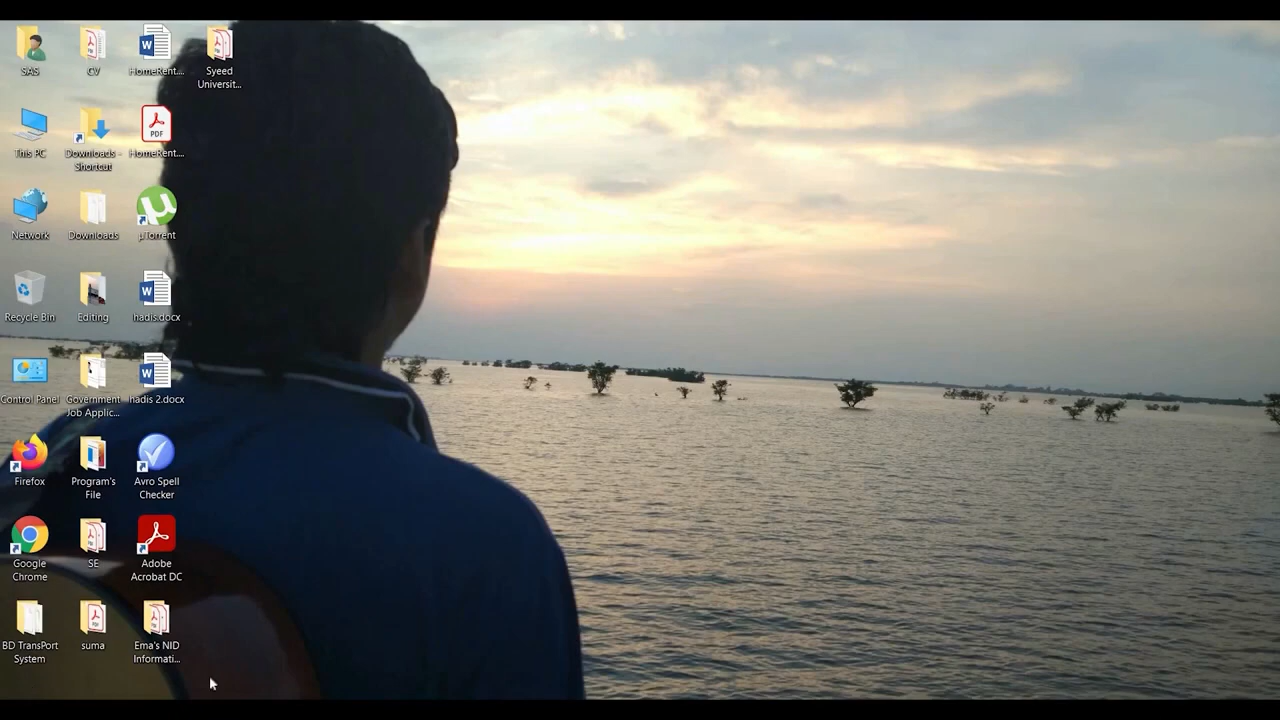 SAS
CV
HomeRent....
Syeed
Universit...
This PC
Downloads -
Shortcut
PDF
HomeRent....
Network
Downloads
µTorrent
Recycle Bin
Editing
hadis.docx
Control Panel
Government
Job Applic...
hadis 2.docx
Firefox
Program's
File
Avro Spell
Checker
Google
Chrome
SE
Adobe
Acrobat DC
BD TransPort
System
suma
Ema's NID
Informati...